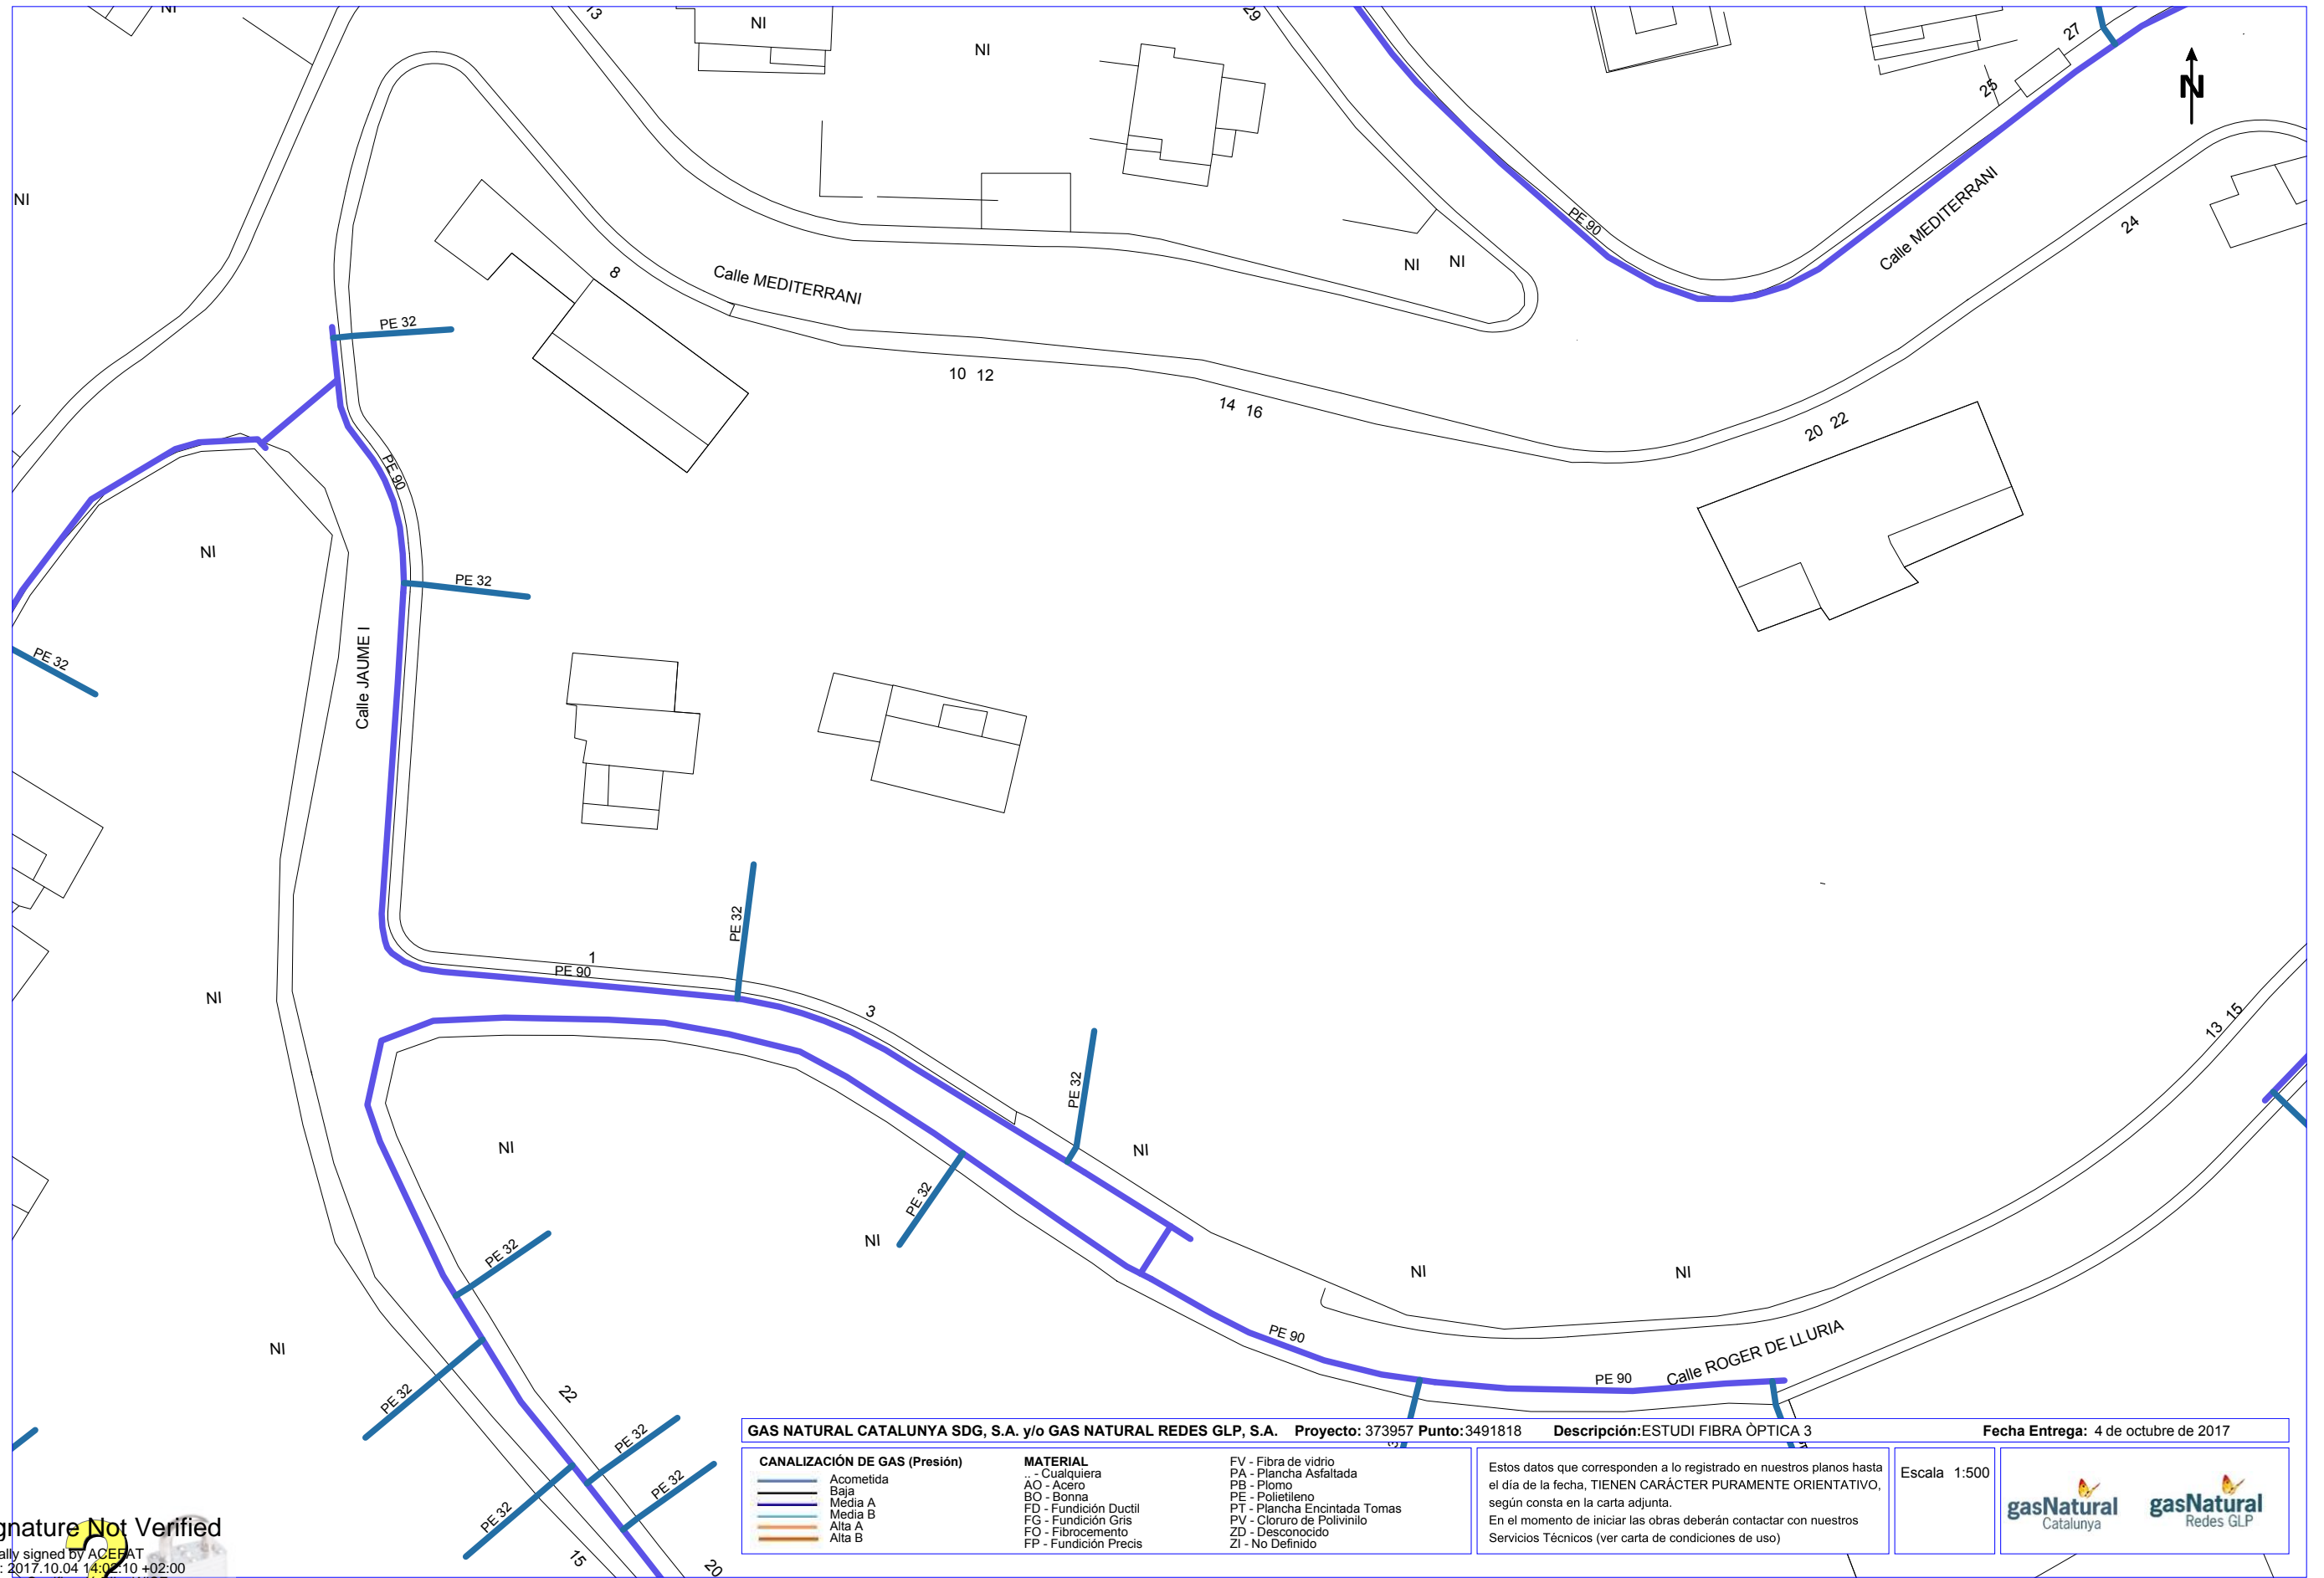 NI
13
NI
NI
29
27
25
N
NI
PE 90
Calle MEDITERRANI
24
8
Calle MEDITERRANI
NI NI
PE 32
10 12
14 16
20 22
PE 90
NI
PE 32
Calle JAUME I
PE 32
PE 32
1
PE 90
3
NI
13 15
PE 32
NI
NI
PE 32
NI
PE 32
NI
NI
PE 90
Calle ROGER DE LLURIA
NI
PE 90
22
PE 32
PE 32
PE 32
PE 32
15
20
GAS NATURAL CATALUNYA SDG, S.A. y/o GAS NATURAL REDES GLP, S.A. Proyecto: 373957 Punto:3491818 Descripción:ESTUDI FIBRA ÒPTICA 3 Fecha Entrega: 4 de octubre de 2017
CANALIZACIÓN DE GAS (Presión)
Acometida
Baja
Media A
Media B
Alta A
Alta B
MATERIAL
.. - Cualquiera
AO - Acero
BO - Bonna
FD - Fundición Ductil
FG - Fundición Gris
FO - Fibrocemento
FP - Fundición Precis
FV - Fibra de vidrio
PA - Plancha Asfaltada
PB - Plomo
PE - Polietileno
PT - Plancha Encintada Tomas
PV - Cloruro de Polivinilo
ZD - Desconocido
ZI - No Definido
Estos datos que corresponden a lo registrado en nuestros planos hasta
el día de la fecha, TIENEN CARÁCTER PURAMENTE ORIENTATIVO,
según consta en la carta adjunta.
En el momento de iniciar las obras deberán contactar con nuestros
Servicios Técnicos (ver carta de condiciones de uso)
Escala 1:500
gasNatural
Catalunya
gasNatural
Redes GLP
gnature Not Verified
ally signed by ACEFAT
: 2017.10.04 14:02:10 +02:00